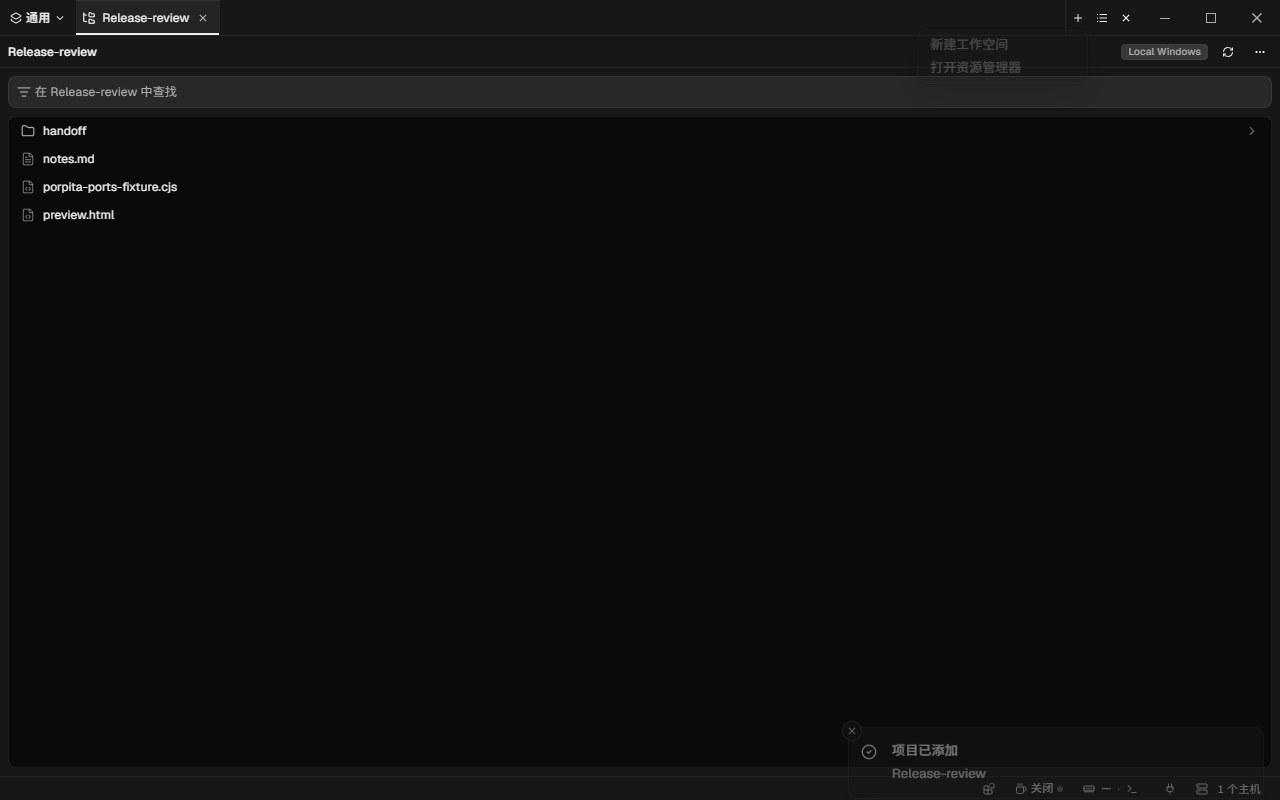 通用
Release-review
Release-review
新建工作空间
打开资源管理器
Local Windows
在 Release-review 中查找
handoff
notes.md
porpita-ports-fixture.cjs
preview.html
项目已添加
Release-review
关闭
1 个主机